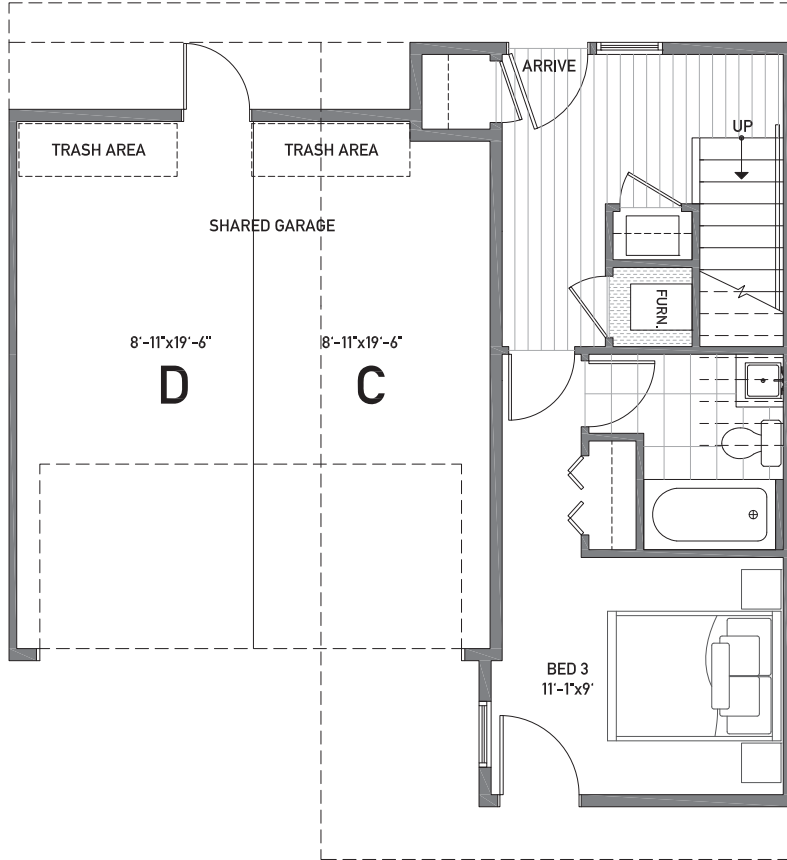 ARRIVE
UP
TRASH AREA
TRASH AREA
SHARED GARAGE
FURN.
8'-11"x19'-6"
8'-11"x19'-6"
D
C
BED 3
11'-1"x9'